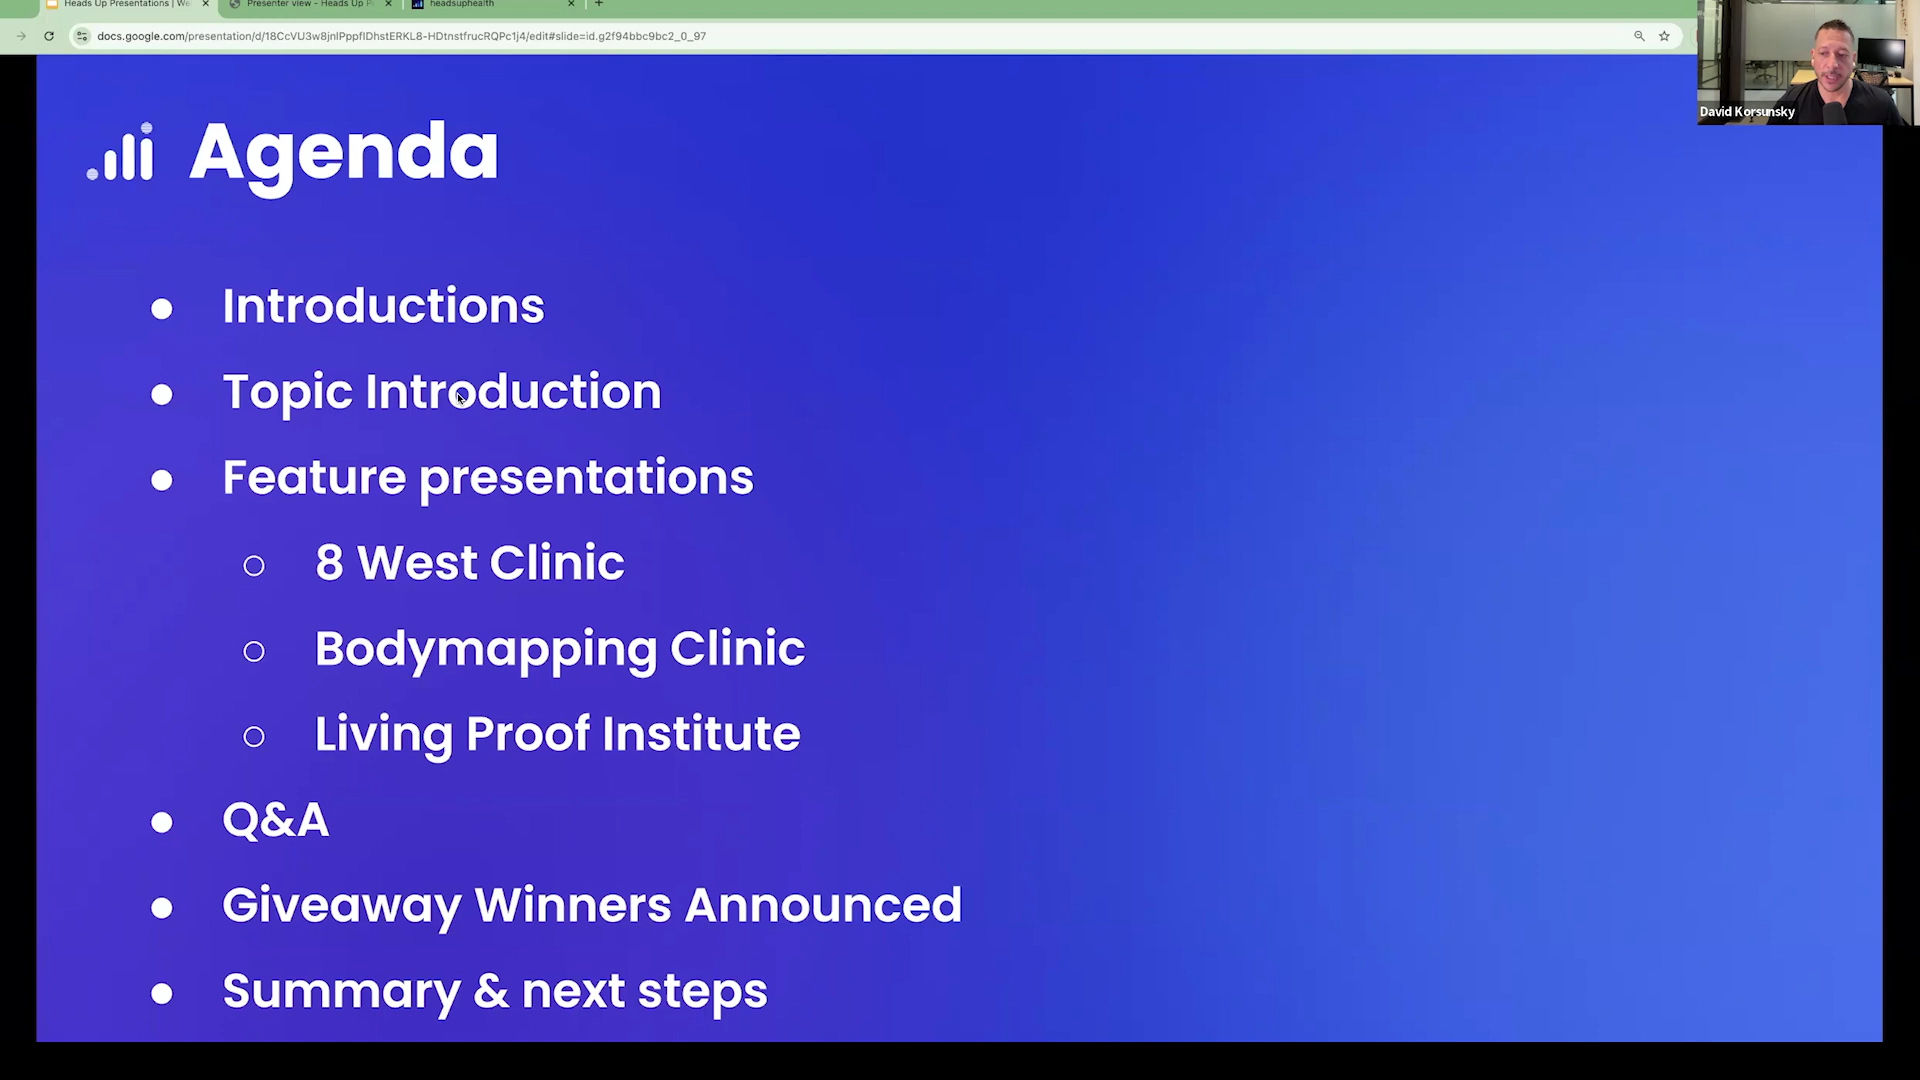 Heads Up Presentations | We
Presenter view - Heads Up P
headsuphealth
docs.google.com/presentation/d/18CcVU3w8jnlPppflDhstERKL8-HDtnstfrucRQPc1j4/edit#slide=id.g2f94bbc9bc2_0_97
David Korsunsky
Agenda
● Introductions
● Topic Introduction
● Feature presentations
○ 8 West Clinic
○ Bodymapping Clinic
○ Living Proof Institute
● Q&A
● Giveaway Winners Announced
● Summary & next steps